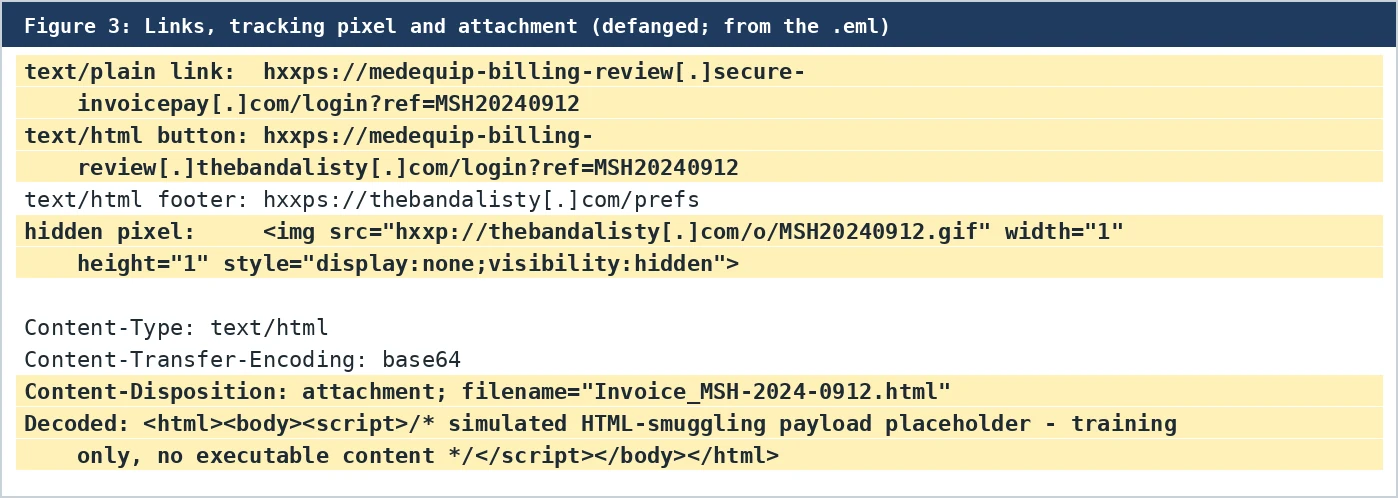 Figure 3: Links, tracking pixel and attachment (defanged; from the .eml)
text/plain link:  hxxps://medequip-billing-review[.]secure-
    invoicepay[.]com/login?ref=MSH20240912
text/html button: hxxps://medequip-billing-
    review[.]thebandalisty[.]com/login?ref=MSH20240912
text/html footer: hxxps://thebandalisty[.]com/prefs
hidden pixel:     <img src="hxxp://thebandalisty[.]com/o/MSH20240912.gif" width="1"
    height="1" style="display:none;visibility:hidden">
Content-Type: text/html
Content-Transfer-Encoding: base64
Content-Disposition: attachment; filename="Invoice_MSH-2024-0912.html"
Decoded: <html><body><script>/* simulated HTML-smuggling payload placeholder - training
    only, no executable content */</script></body></html>